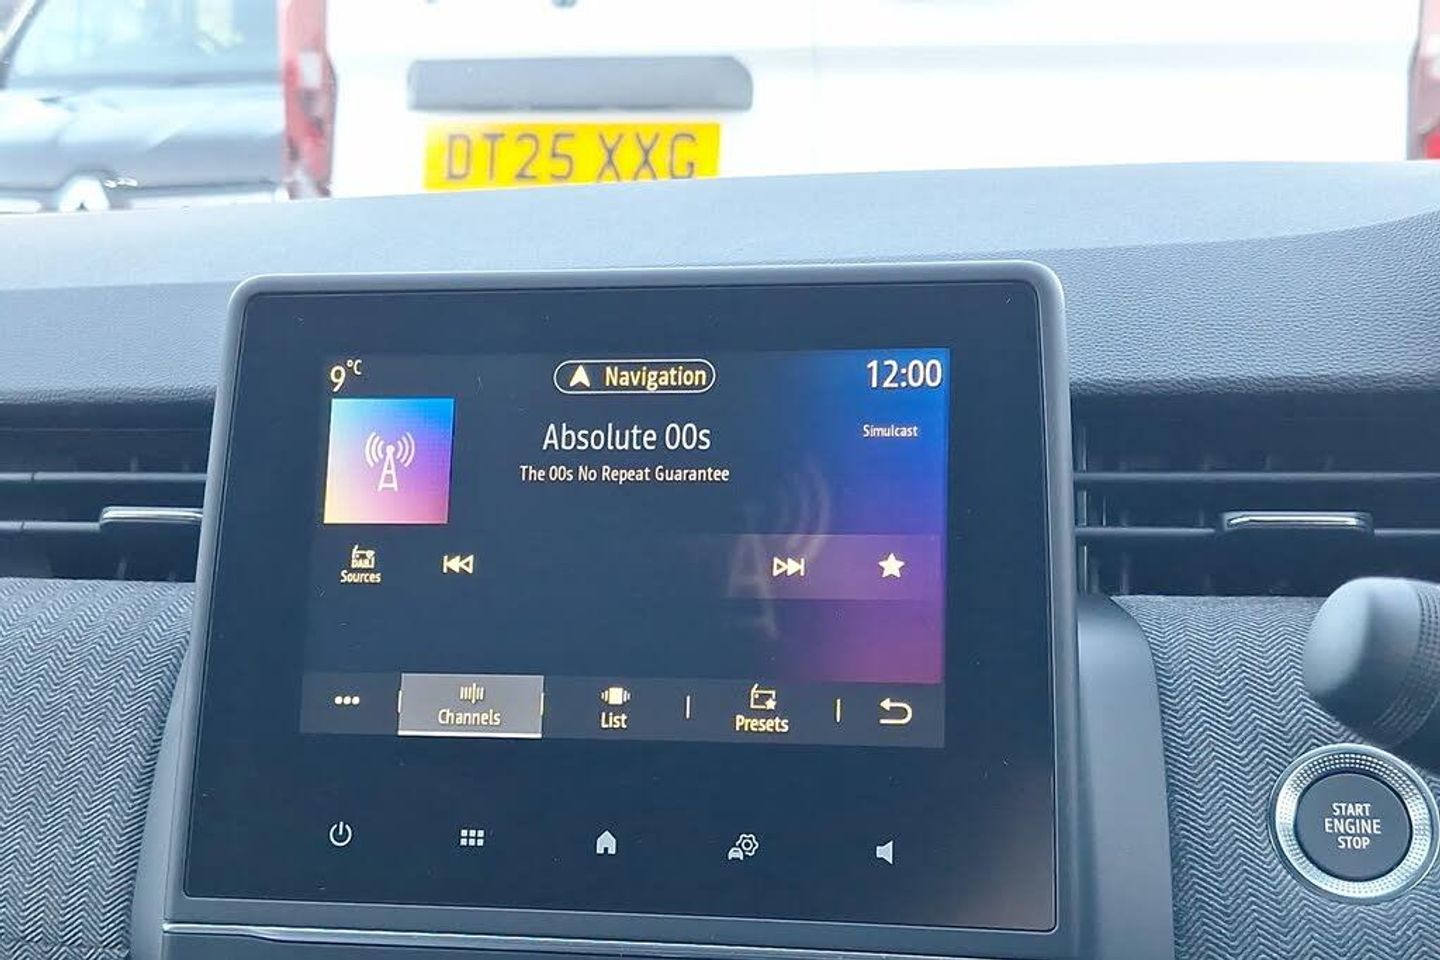 DT25 XXG
9°C
Navigation
12:00
Absolute 00s
Simulcast
The 00s No Repeat Guarantee
DAB
Sources
Channels
List
Presets
START
ENGINE
STOP